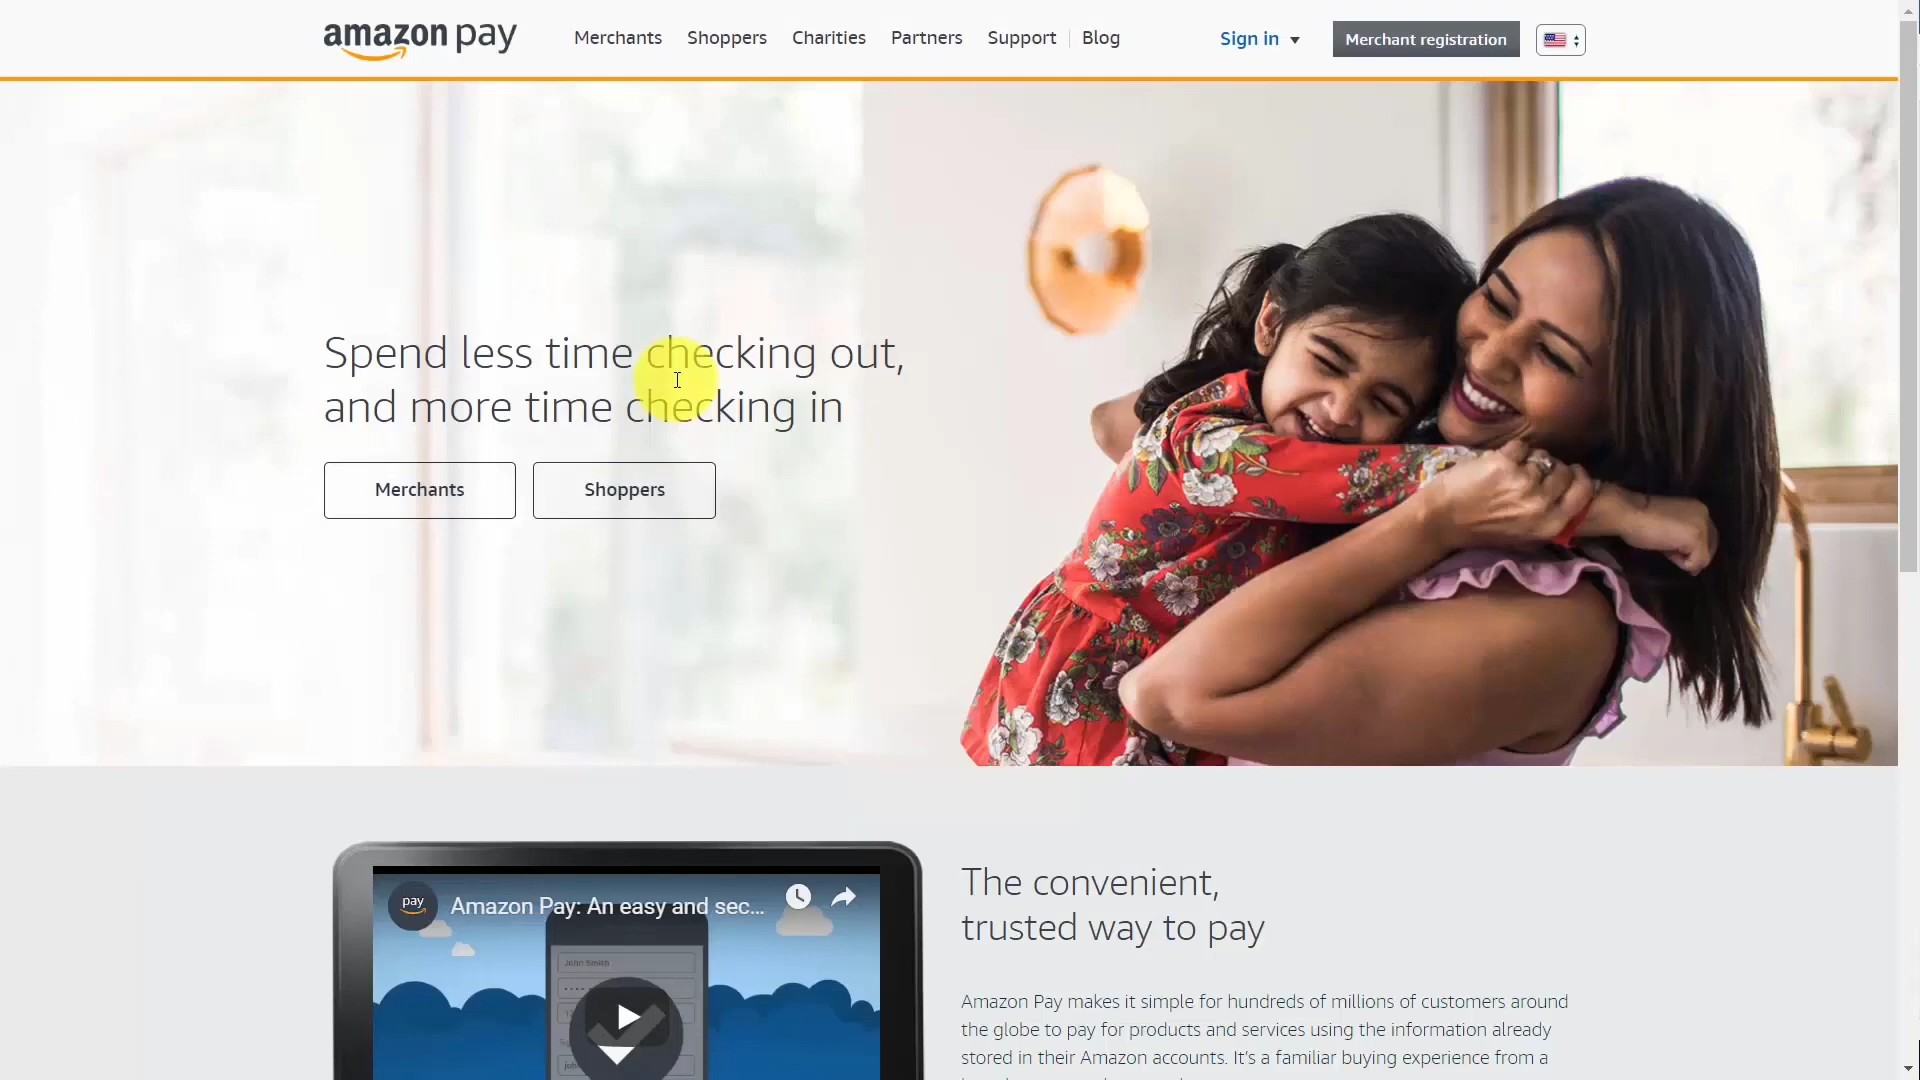 amazon pay
Merchants Shoppers Charities Partners Support Blog Sign in Merchant registration
Spend less time checking out,
and more time checking in
Merchants Shoppers
pay Amazon Pay: An easy and sec...
John Smith
The convenient,
trusted way to pay
Amazon Pay makes it simple for hundreds of millions of customers around
the globe to pay for products and services using the information already
stored in their Amazon accounts. It's a familiar buying experience from a